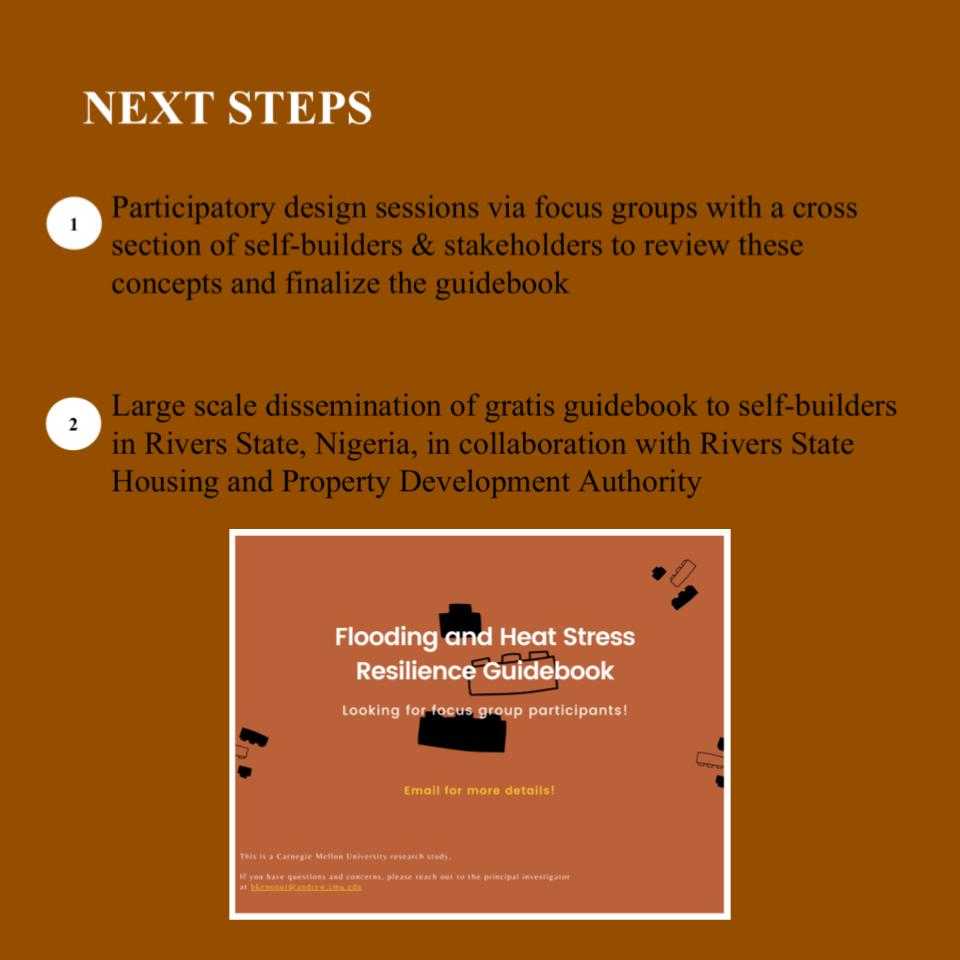 NEXT STEPS
1
Participatory design sessions via focus groups with a cross
section of self-builders & stakeholders to review these
concepts and finalize the guidebook
2
Large scale dissemination of gratis guidebook to self-builders
in Rivers State, Nigeria, in collaboration with Rivers State
Housing and Property Development Authority
Flooding and Heat Stress
Resilience Guidebook
Looking for focus group participants!
Email for more details!
This is a Carnegie Mellon University research study.
If you have questions and concerns, please reach out to the principal investigator
at